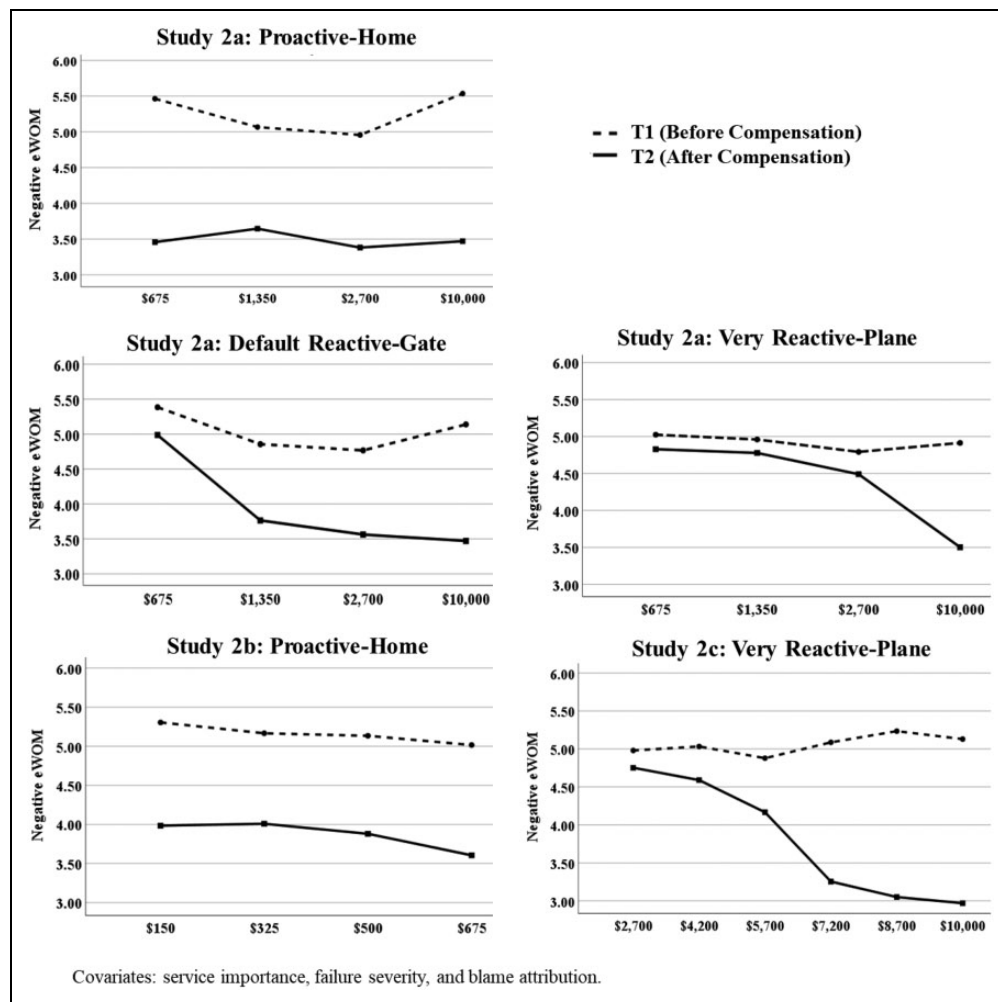 Study 2a: Proactive-Home
6.00
5.50
5.00
4.50
4.00
3.50
3.00
Negative eWOM
$675 $1,350 $2,700 $10,000
T1 (Before Compensation)
T2 (After Compensation)
Study 2a: Default Reactive-Gate
6.00
5.50
5.00
4.50
4.00
3.50
3.00
Negative eWOM
$675 $1,350 $2,700 $10,000
Study 2a: Very Reactive-Plane
6.00
5.50
5.00
4.50
4.00
3.50
3.00
Negative eWOM
$675 $1,350 $2,700 $10,000
Study 2b: Proactive-Home
6.00
5.50
5.00
4.50
4.00
3.50
3.00
Negative eWOM
$150 $325 $500 $675
Study 2c: Very Reactive-Plane
6.00
5.50
5.00
4.50
4.00
3.50
3.00
Negative eWOM
$2,700 $4,200 $5,700 $7,200 $8,700 $10,000
Covariates: service importance, failure severity, and blame attribution.